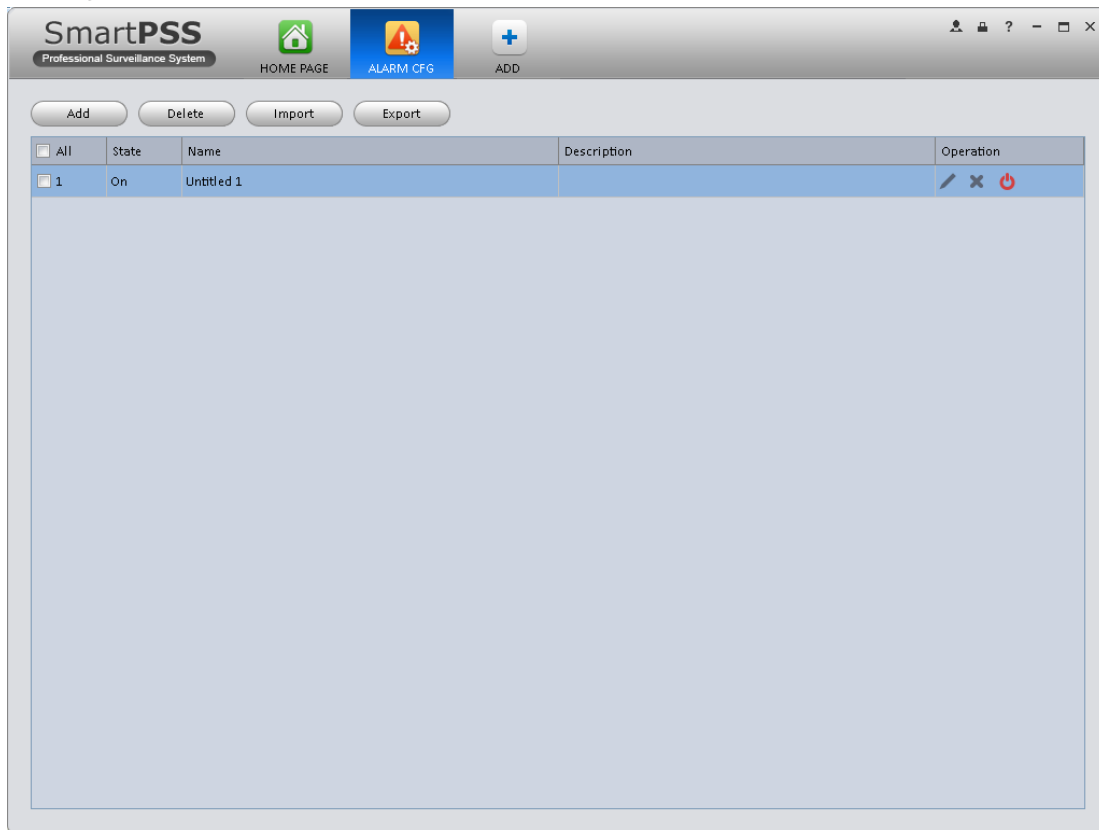 SmartPSS
Professional Surveillance System
HOME PAGE
ALARM CFG
ADD
?
Add Delete Import Export
All State Name Description Operation
1 On Untitled 1